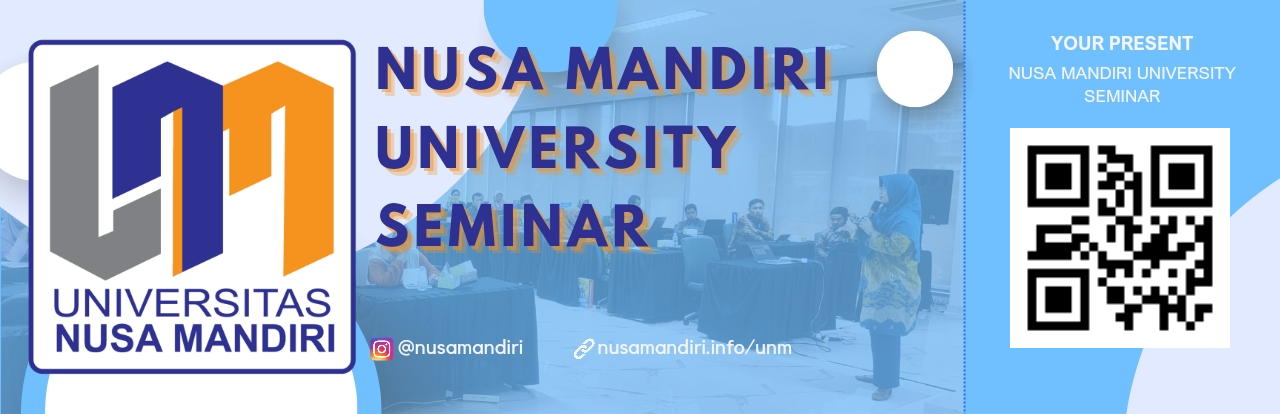 UNIVERSITAS
NUSA MANDIRI
NUSA MANDIRI
UNIVERSITY
SEMINAR
@nusamandiri
nusamandiri.info/unm
YOUR PRESENT
NUSA MANDIRI UNIVERSITY
SEMINAR